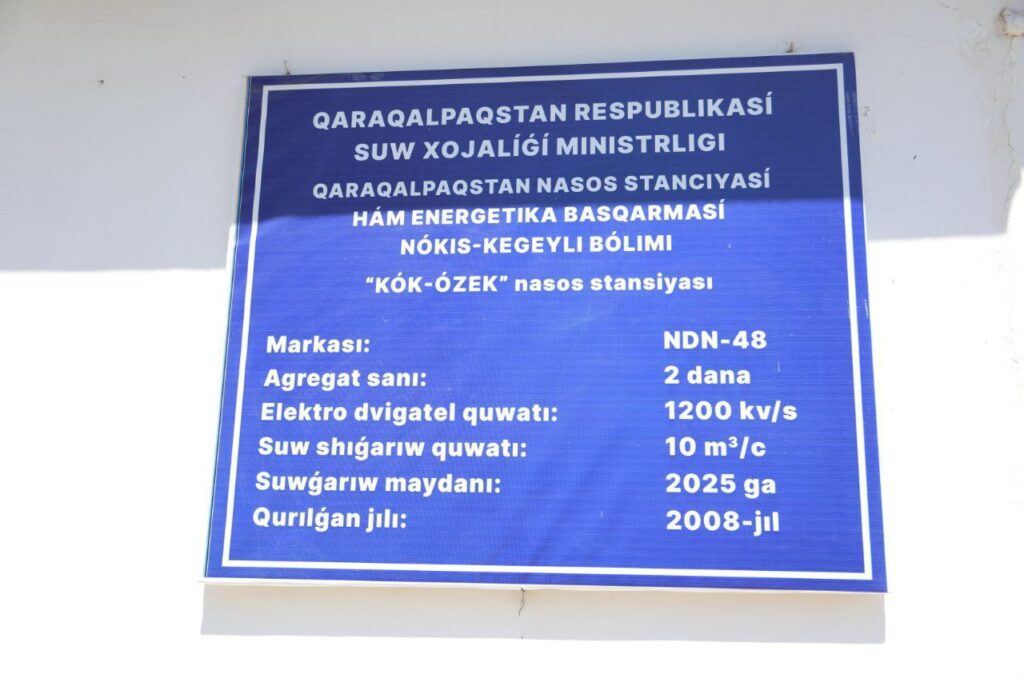 QARAQALPAQSTAN RESPUBLIKASÍ
SUW XOJALÍǴÍ MINISTRLIGI
QARAQALPAQSTAN NASOS STANCIYASÍ
HÁM ENERGETIKA BASQARMASÍ
NÓKIS-KEGEYLI BÓLIMI
“KÓK-ÓZEK” nasos stansiyası
Markası: NDN-48
Agregat sanı: 2 dana
Elektro dvigatel quwatı: 1200 kv/s
Suw shıǵarıw quwatı: 10 m³/c
Suwǵarıw maydanı: 2025 ga
Qurılǵan jılı: 2008-jıl